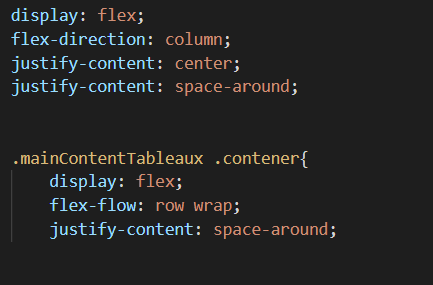 display: flex;
flex-direction: column;
justify-content: center;
justify-content: space-around;
.mainContentTableaux .contener{
display: flex;
flex-flow: row wrap;
justify-content: space-around;